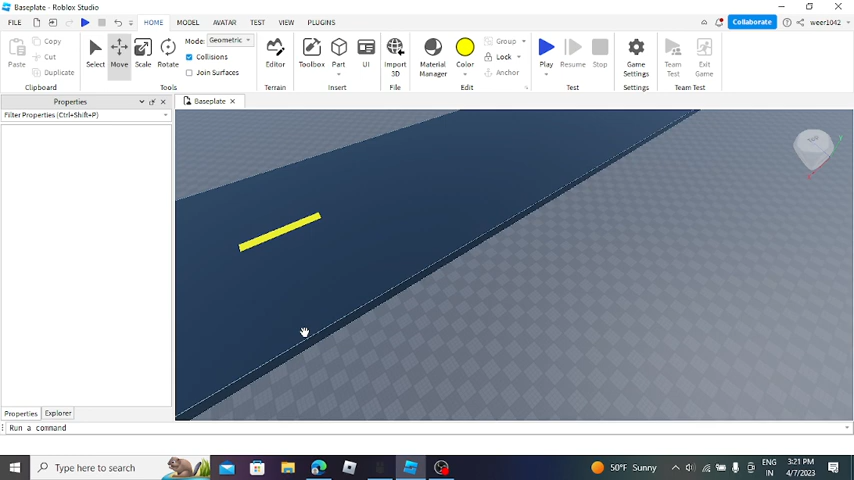 Baseplate - Roblox Studio
FILE HOME MODEL AVATAR TEST VIEW PLUGINS Collaborate weer1042
Paste Copy Cut Duplicate Clipboard
Select Move Scale Rotate Mode: Geometric Collisions Join Surfaces Tools
Editor Terrain
Toolbox Part UI Insert
Import 3D File
Material Manager Color Group Lock Anchor Edit
Play Resume Stop Test
Game Settings Settings
Team Test Exit Game Team Test
Properties
Baseplate
Filter Properties (Ctrl+Shift+P)
Top
Properties Explorer
Run a command
Type here to search
50°F Sunny
ENG
IN
3:21 PM
4/7/2023